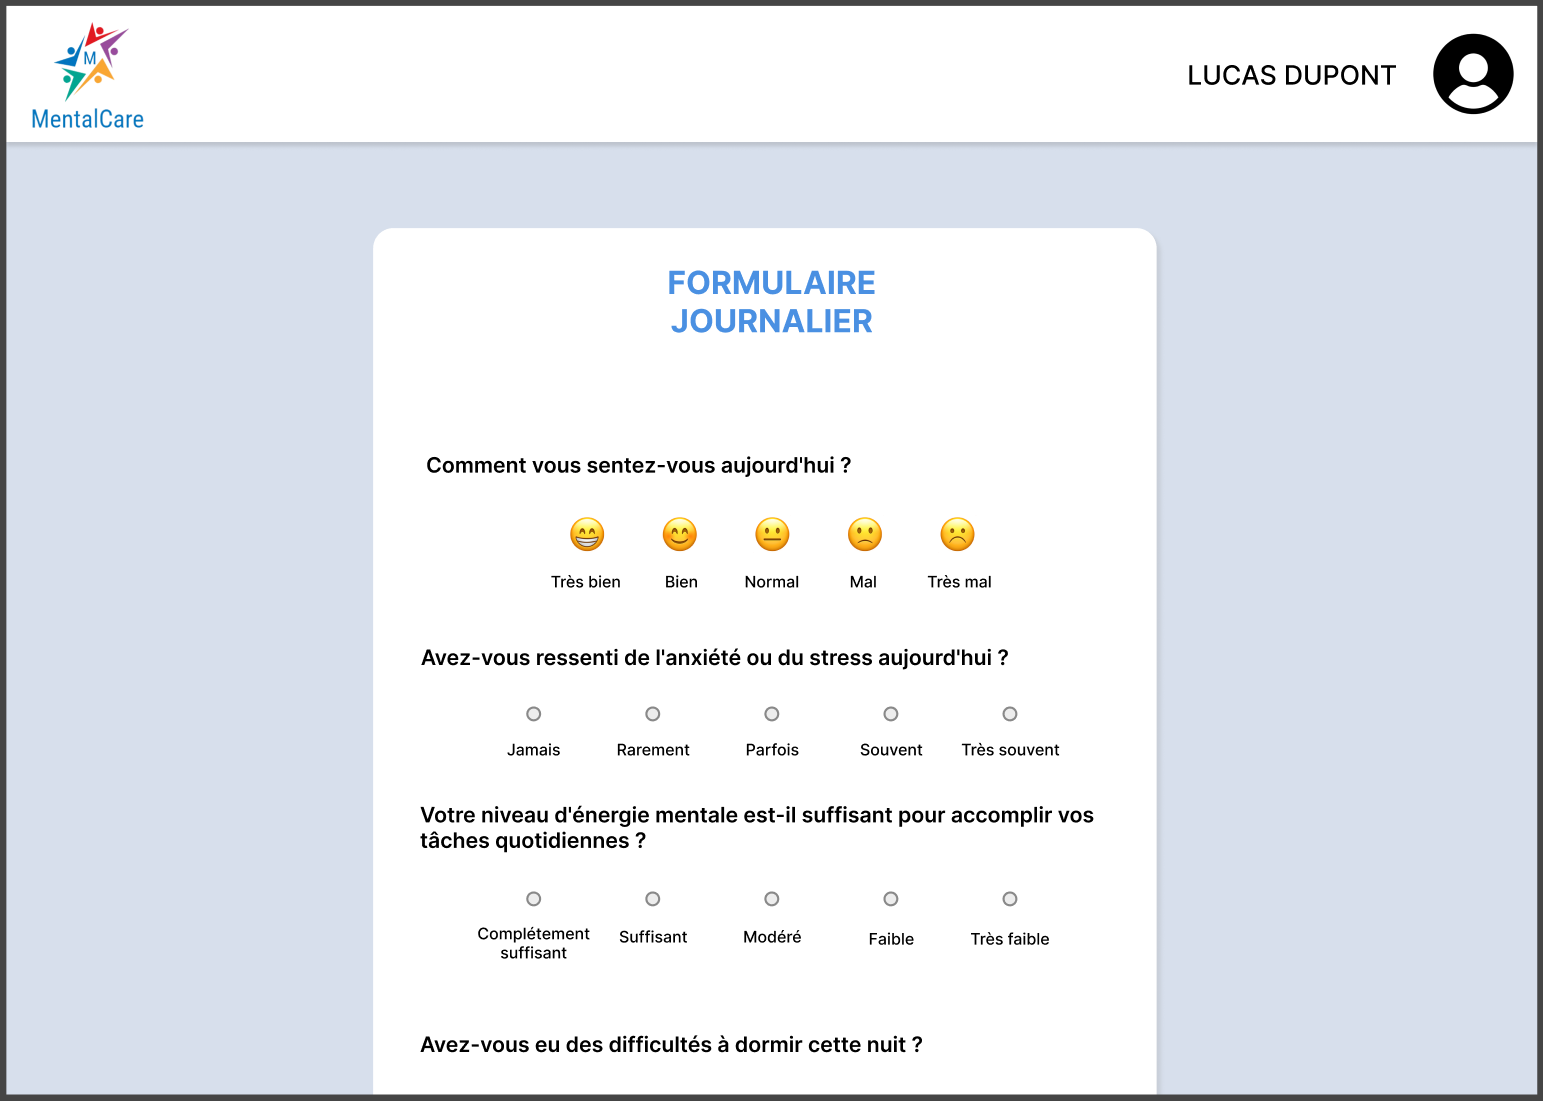 M
MentalCare
LUCAS DUPONT
FORMULAIRE
JOURNALIER
Comment vous sentez-vous aujourd'hui ?
Très bien Bien Normal Mal Très mal
Avez-vous ressenti de l'anxiété ou du stress aujourd'hui ?
Jamais Rarement Parfois Souvent Très souvent
Votre niveau d'énergie mentale est-il suffisant pour accomplir vos
tâches quotidiennes ?
Complétement
suffisant
Suffisant Modéré Faible Très faible
Avez-vous eu des difficultés à dormir cette nuit ?